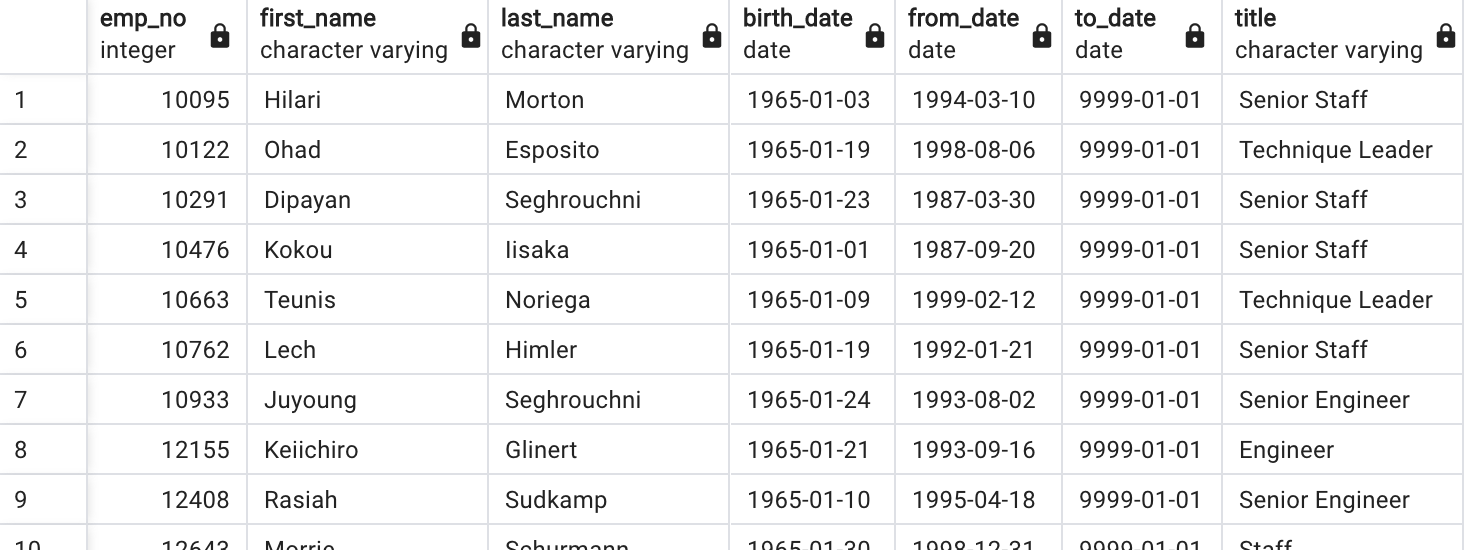 emp_no first_name last_name birth_date from_date to_date title
integer character varying character varying date date date character varying
1 10095 Hilari Morton 1965-01-03 1994-03-10 9999-01-01 Senior Staff
2 10122 Ohad Esposito 1965-01-19 1998-08-06 9999-01-01 Technique Leader
3 10291 Dipayan Seghrouchni 1965-01-23 1987-03-30 9999-01-01 Senior Staff
4 10476 Kokou Iisaka 1965-01-01 1987-09-20 9999-01-01 Senior Staff
5 10663 Teunis Noriega 1965-01-09 1999-02-12 9999-01-01 Technique Leader
6 10762 Lech Himler 1965-01-19 1992-01-21 9999-01-01 Senior Staff
7 10933 Juyoung Seghrouchni 1965-01-24 1993-08-02 9999-01-01 Senior Engineer
8 12155 Keiichiro Glinert 1965-01-21 1993-09-16 9999-01-01 Engineer
9 12408 Rasiah Sudkamp 1965-01-10 1995-04-18 9999-01-01 Senior Engineer
10 12643 Morrie Schurmann 1965-01-30 1998-12-31 9999-01-01 Staff